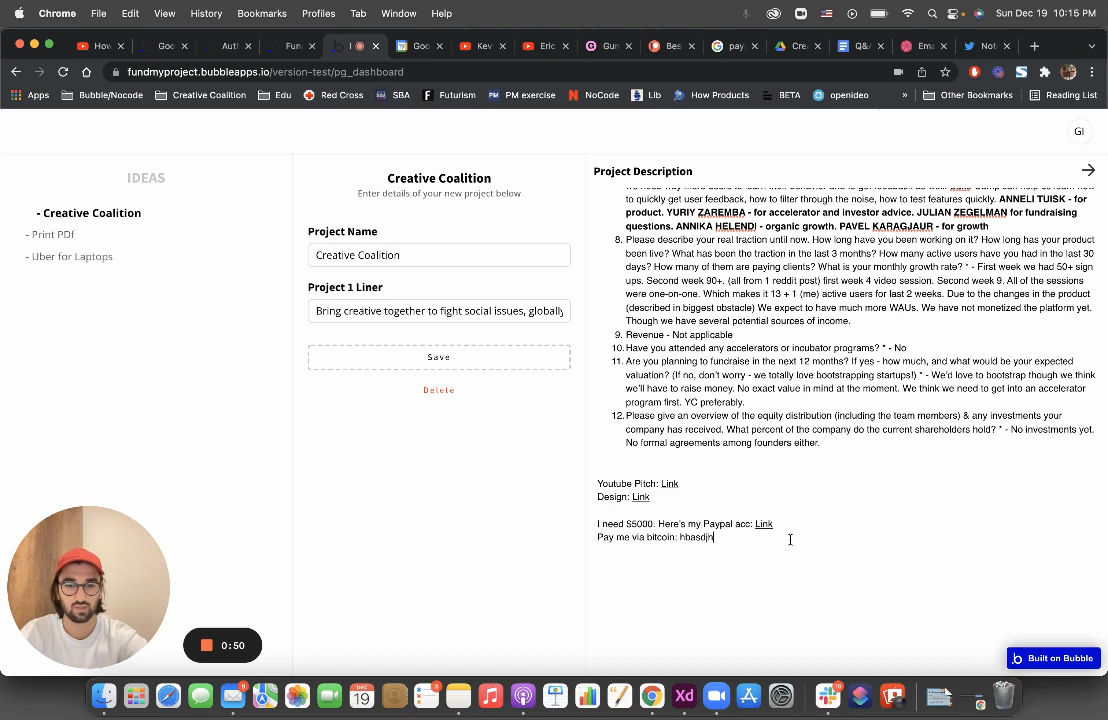 Chrome File Edit View History Bookmarks Profiles Tab Window Help Sun Dec 19 10:15 PM
How Goo Aut Fun I Goo Kev Eric Gun Bes pay Cre Q&A Ema Not
fundmyproject.bubbleapps.io/version-test/pg_dashboard
Apps Bubble/Nocode Creative Coalition Edu Red Cross SBA Futurism PM exercise NoCode Lib How Products BETA openideo » Other Bookmarks Reading List
GI
IDEAS
- Creative Coalition
- Print PDf
- Uber for Laptops
Creative Coalition
Enter details of your new project below
Project Name
Creative Coalition
Project 1 Liner
Bring creative together to fight social issues, globally
Save
Delete
Project Description
to quickly get user feedback, how to filter through the noise, how to test features quickly. ANNELI TUISK - for
product. YURIY ZAREMBA - for accelerator and investor advice. JULIAN ZEGELMAN for fundraising
questions. ANNIKA HELENDI - organic growth. PAVEL KARAGJAUR - for growth
8. Please describe your real traction until now. How long have you been working on it? How long has your product
been live? What has been the traction in the last 3 months? How many active users have you had in the last 30
days? How many of them are paying clients? What is your monthly growth rate? * - First week we had 50+ sign
ups. Second week 90+. (all from 1 reddit post) first week 4 video session. Second week 9. All of the sessions
were one-on-one. Which makes it 13 + 1 (me) active users for last 2 weeks. Due to the changes in the product
(described in biggest obstacle) We expect to have much more WAUs. We have not monetized the platform yet.
Though we have several potential sources of income.
9. Revenue - Not applicable
10. Have you attended any accelerators or incubator programs? * - No
11. Are you planning to fundraise in the next 12 months? If yes - how much, and what would be your expected
valuation? (If no, don't worry - we totally love bootstrapping startups!) * - We'd love to bootstrap though we think
we'll have to raise money. No exact value in mind at the moment. We think we need to get into an accelerator
program first. YC preferably.
12. Please give an overview of the equity distribution (including the team members) & any investments your
company has received. What percent of the company do the current shareholders hold? * - No investments yet.
No formal agreements among founders either.
Youtube Pitch: Link
Design: Link
I need $5000. Here's my Paypal acc: Link
Pay me via bitcoin: hbasdjh
0:50
Built on Bubble